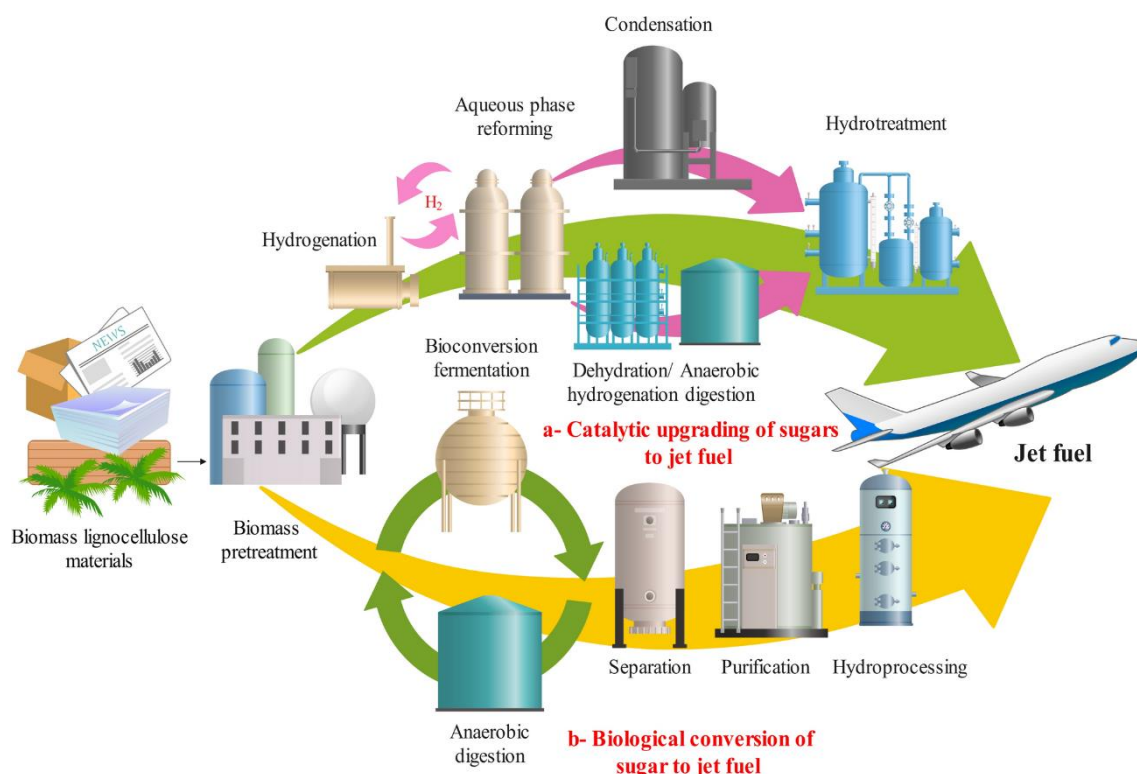 Condensation
Aqueous phase
reforming
Hydrotreatment
H2
Hydrogenation
NEWS
Bioconversion
fermentation
Dehydration/
hydrogenation
Anaerobic
digestion
a- Catalytic upgrading of sugars
to jet fuel
Jet fuel
Biomass lignocellulose
materials
Biomass
pretreatment
Separation
Purification
Hydroprocessing
Anaerobic
digestion
b- Biological conversion of
sugar to jet fuel